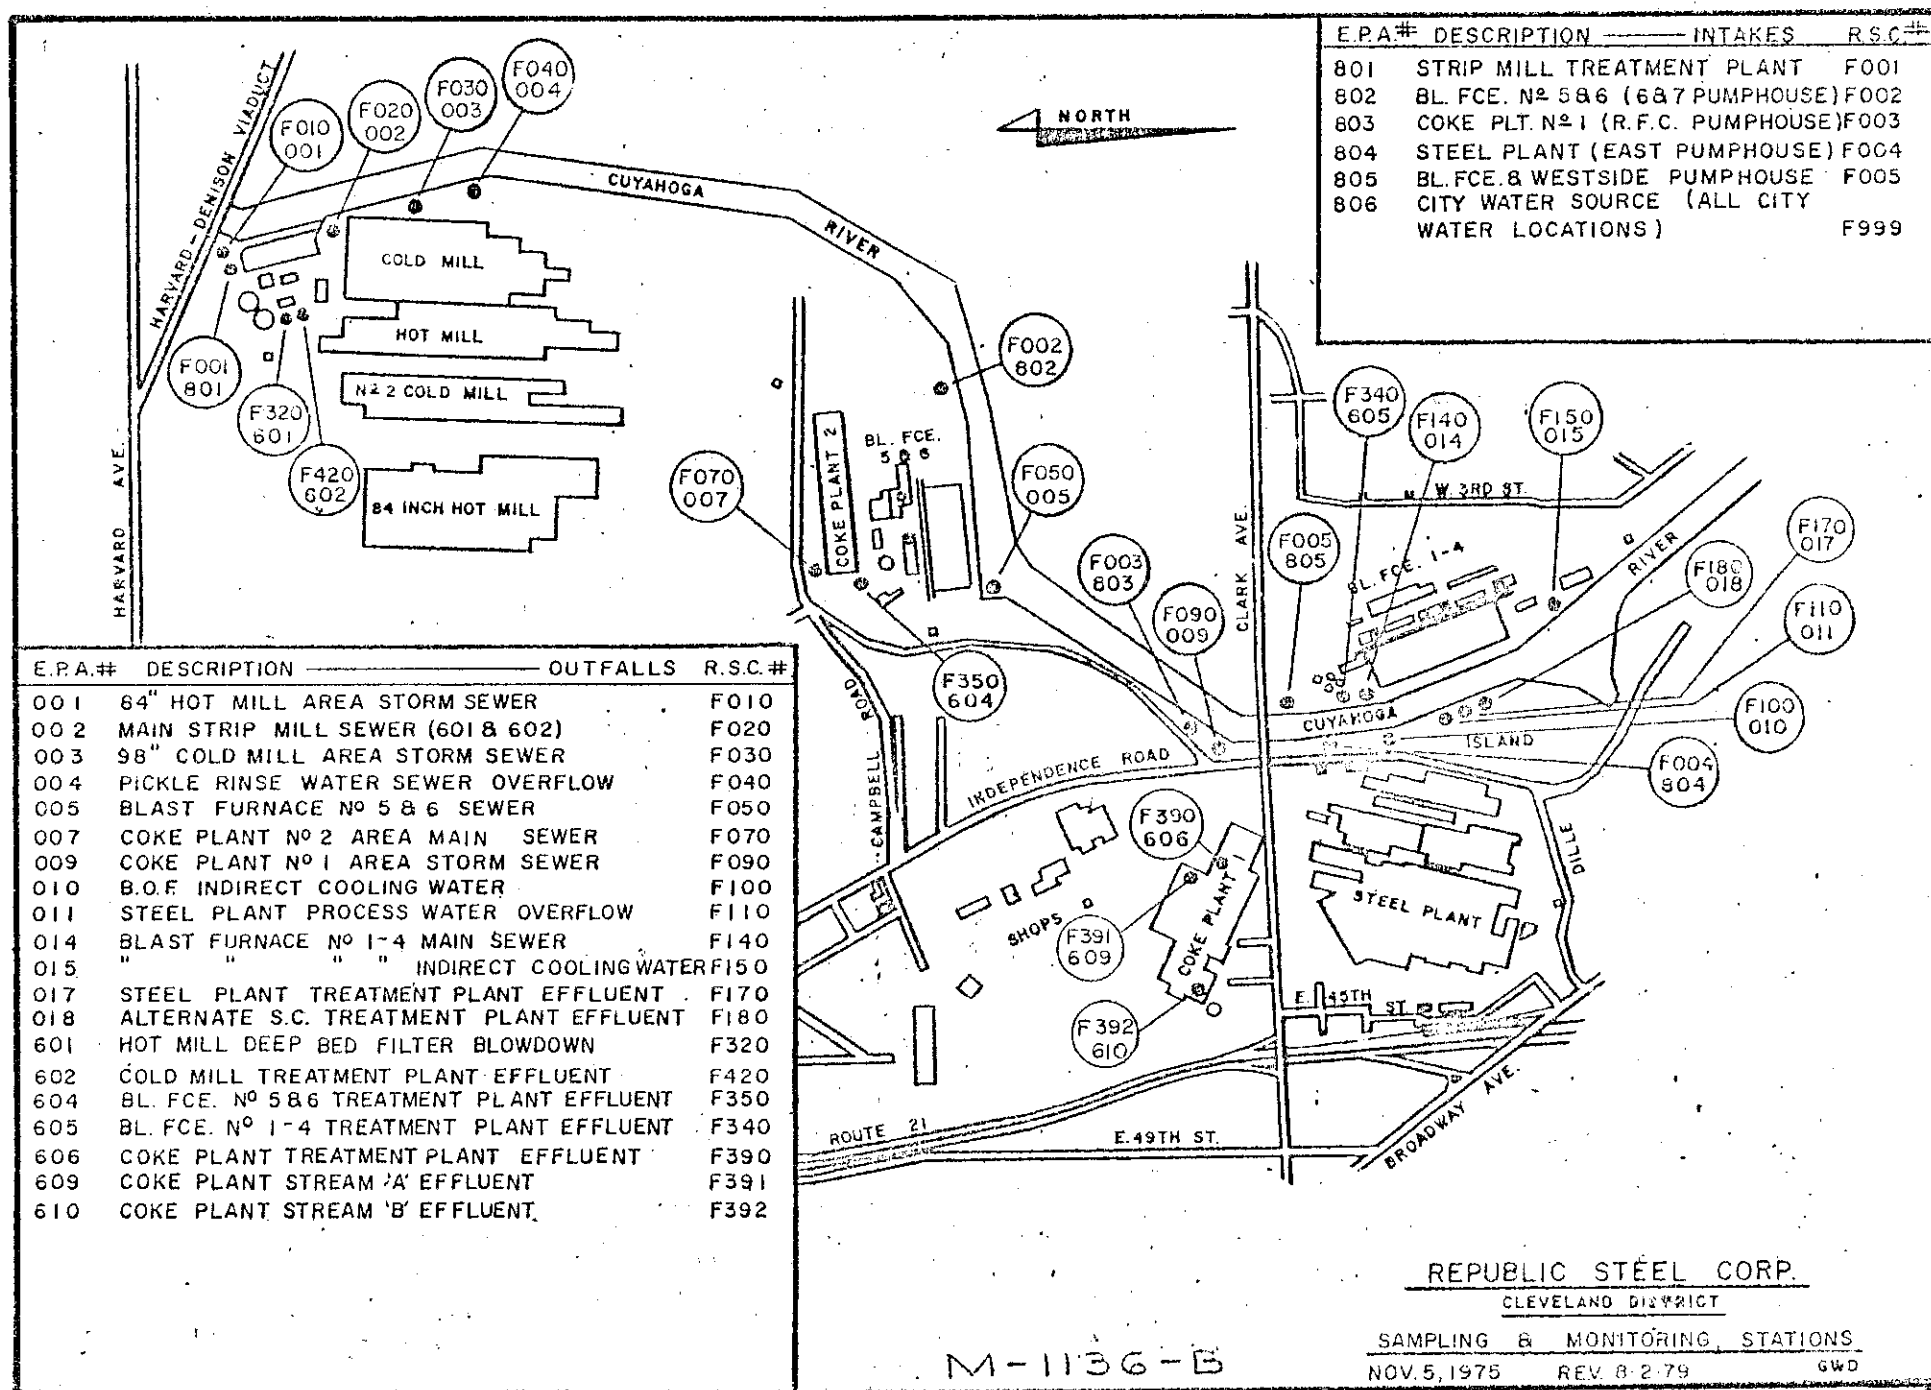 E.P.A.# DESCRIPTION INTAKES R.S.C.#
801 STRIP MILL TREATMENT PLANT F001
802 BL. FCE. Nº 5&6 (6&7 PUMPHOUSE) F002
803 COKE PLT. Nº 1 (R.F.C. PUMPHOUSE) F003
804 STEEL PLANT (EAST PUMPHOUSE) F004
805 BL. FCE. & WESTSIDE PUMPHOUSE F005
806 CITY WATER SOURCE (ALL CITY
WATER LOCATIONS) F999
NORTH
HARVARD-DENISON VIADUCT
HARVARD AVE.
F010
001
F020
002
F030
003
F040
004
CUYAHOGA
RIVER
COLD MILL
HOT MILL
Nº 2 COLD MILL
84 INCH HOT MILL
F001
801
F320
601
F420
602
F002
802
BL. FCE.
5 & 6
COKE PLANT 2
F070
007
F050
005
F350
604
F003
803
F090
009
CLARK AVE.
F005
805
F340
605
F140
014
F150
015
W. 3RD ST.
BL. FCE. 1-4
RIVER
F170
017
F180
018
F110
011
F100
010
F004
804
CUYAHOGA
ISLAND
INDEPENDENCE ROAD
CAMPBELL ROAD
F390
606
F391
609
F392
610
SHOPS
COKE PLANT 1
STEEL PLANT
DILLE
E. 45TH ST.
ROUTE 21
E. 49TH ST.
BROADWAY AVE.
E.P.A.# DESCRIPTION OUTFALLS R.S.C.#
001 84" HOT MILL AREA STORM SEWER F010
002 MAIN STRIP MILL SEWER (601 & 602) F020
003 98" COLD MILL AREA STORM SEWER F030
004 PICKLE RINSE WATER SEWER OVERFLOW F040
005 BLAST FURNACE Nº 5 & 6 SEWER F050
007 COKE PLANT Nº 2 AREA MAIN SEWER F070
009 COKE PLANT Nº 1 AREA STORM SEWER F090
010 B.O.F. INDIRECT COOLING WATER F100
011 STEEL PLANT PROCESS WATER OVERFLOW F110
014 BLAST FURNACE Nº 1-4 MAIN SEWER F140
015 " " " " INDIRECT COOLING WATER F150
017 STEEL PLANT TREATMENT PLANT EFFLUENT F170
018 ALTERNATE S.C. TREATMENT PLANT EFFLUENT F180
601 HOT MILL DEEP BED FILTER BLOWDOWN F320
602 COLD MILL TREATMENT PLANT EFFLUENT F420
604 BL. FCE. Nº 5&6 TREATMENT PLANT EFFLUENT F350
605 BL. FCE. Nº 1-4 TREATMENT PLANT EFFLUENT F340
606 COKE PLANT TREATMENT PLANT EFFLUENT F390
609 COKE PLANT STREAM 'A' EFFLUENT F391
610 COKE PLANT STREAM 'B' EFFLUENT F392
REPUBLIC STEEL CORP.
CLEVELAND DISTRICT
SAMPLING & MONITORING STATIONS
NOV. 5, 1975 REV. 8-2-79 GWD
M-1136-B